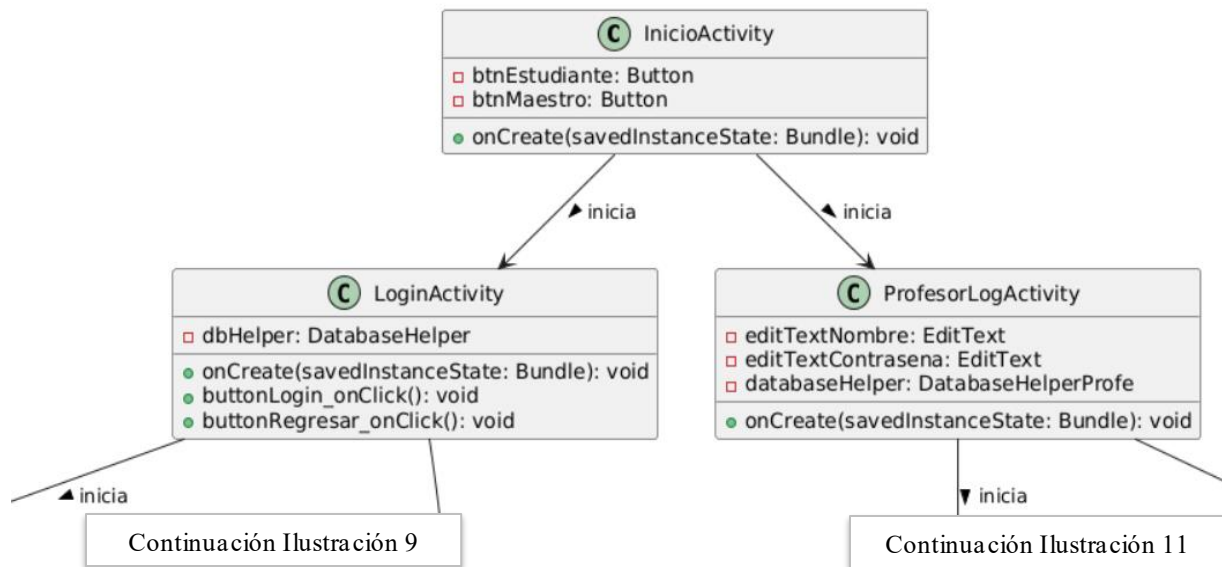 C InicioActivity
btnEstudiante: Button
btnMaestro: Button
onCreate(savedInstanceState: Bundle): void
inicia
inicia
C LoginActivity
dbHelper: DatabaseHelper
onCreate(savedInstanceState: Bundle): void
buttonLogin_onClick(): void
buttonRegresar_onClick(): void
C ProfesorLogActivity
editTextNombre: EditText
editTextContrasena: EditText
databaseHelper: DatabaseHelperProfe
onCreate(savedInstanceState: Bundle): void
inicia
inicia
Continuación Ilustración 9
Continuación Ilustración 11